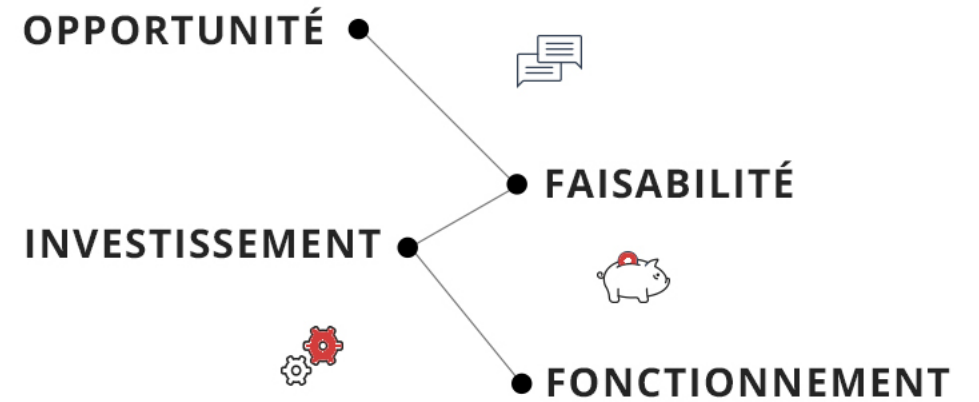 OPPORTUNITÉ
FAISABILITÉ
INVESTISSEMENT
FONCTIONNEMENT